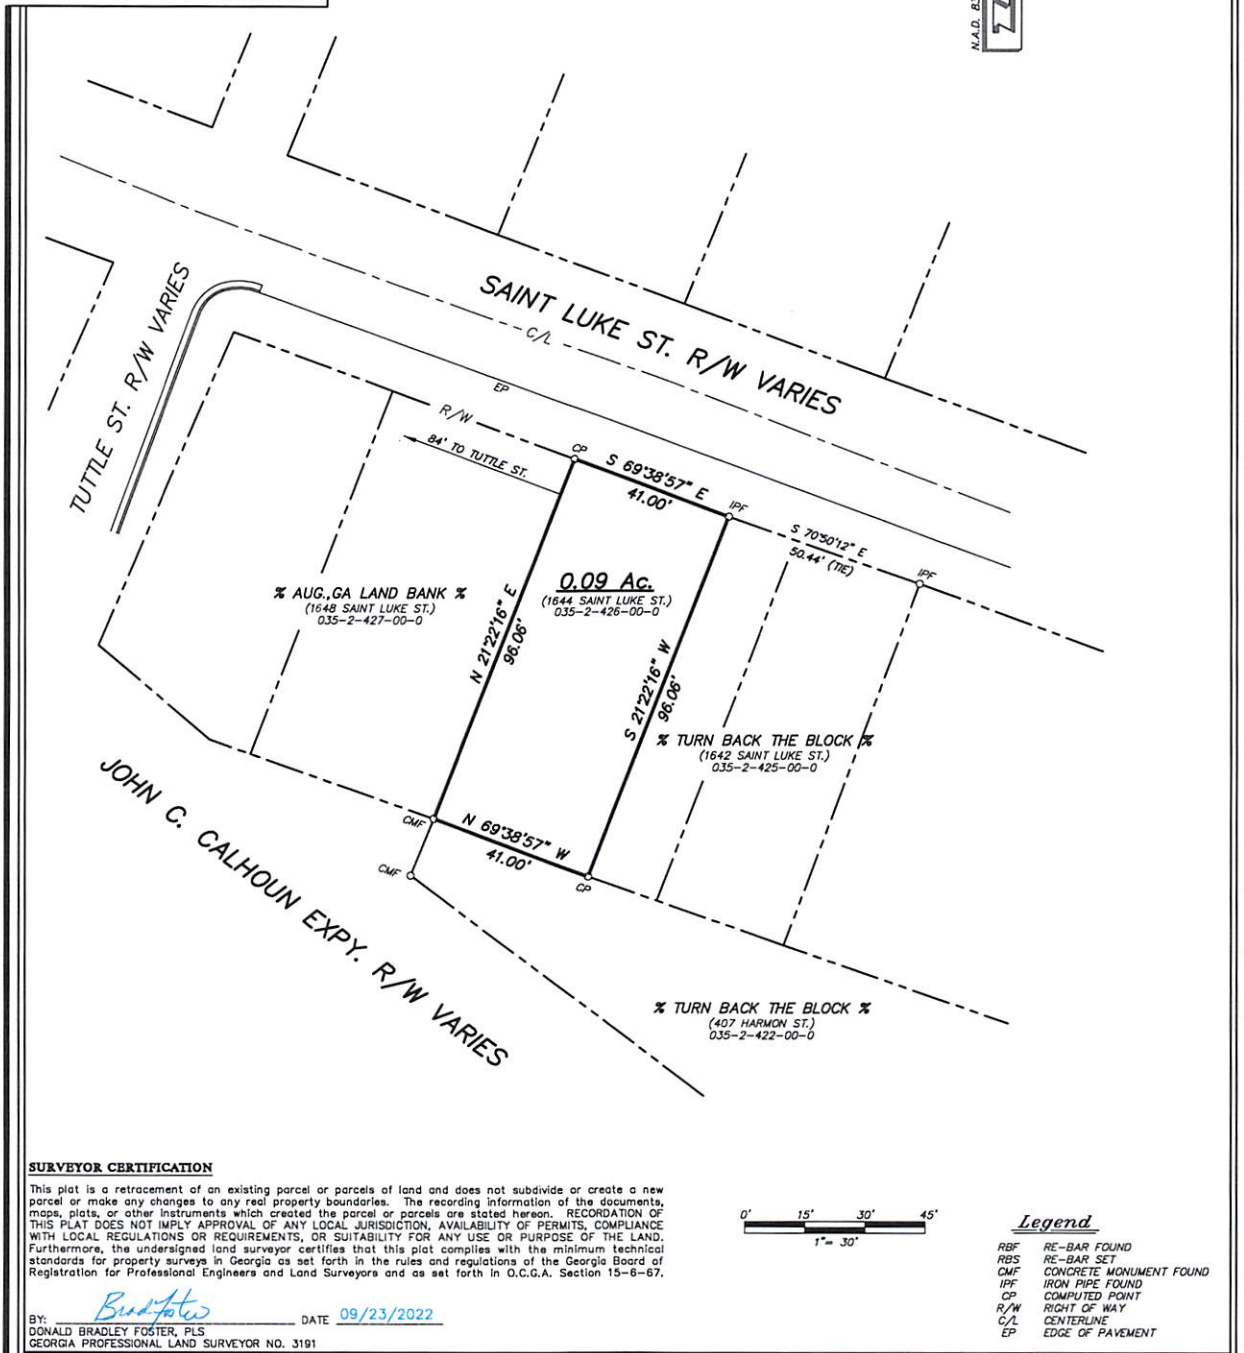 N.A.D. 83
SAINT LUKE ST. R/W VARIES
C/L
TUTTLE ST. R/W VARIES
EP
R/W
84' TO TUTTLE ST.
CP
S 69°38'57" E
41.00'
IPF
S 70°50'12" E
50.44' (TIE)
IPF
% AUG.,GA LAND BANK %
(1648 SAINT LUKE ST.)
035-2-427-00-0
0.09 Ac.
(1644 SAINT LUKE ST.)
035-2-426-00-0
N 21°22'16" E
96.06'
S 21°22'16" W
96.06'
% TURN BACK THE BLOCK %
(1642 SAINT LUKE ST.)
035-2-425-00-0
CMF
N 69°38'57" W
41.00'
CMF
CP
JOHN C. CALHOUN EXPY. R/W VARIES
% TURN BACK THE BLOCK %
(407 HARMON ST.)
035-2-422-00-0
SURVEYOR CERTIFICATION
This plat is a retracement of an existing parcel or parcels of land and does not subdivide or create a new
parcel or make any changes to any real property boundaries. The recording information of the documents,
maps, plats, or other instruments which created the parcel or parcels are stated hereon. RECORDATION OF
THIS PLAT DOES NOT IMPLY APPROVAL OF ANY LOCAL JURISDICTION, AVAILABILITY OF PERMITS, COMPLIANCE
WITH LOCAL REGULATIONS OR REQUIREMENTS, OR SUITABILITY FOR ANY USE OR PURPOSE OF THE LAND.
Furthermore, the undersigned land surveyor certifies that this plat complies with the minimum technical
standards for property surveys in Georgia as set forth in the rules and regulations of the Georgia Board of
Registration for Professional Engineers and Land Surveyors and as set forth in O.C.G.A. Section 15-6-67.
BY: Brad Foster DATE 09/23/2022
DONALD BRADLEY FOSTER, PLS
GEORGIA PROFESSIONAL LAND SURVEYOR NO. 3191
0' 15' 30' 45'
1"= 30'
Legend
RBF RE-BAR FOUND
RBS RE-BAR SET
CMF CONCRETE MONUMENT FOUND
IPF IRON PIPE FOUND
CP COMPUTED POINT
R/W RIGHT OF WAY
C/L CENTERLINE
EP EDGE OF PAVEMENT